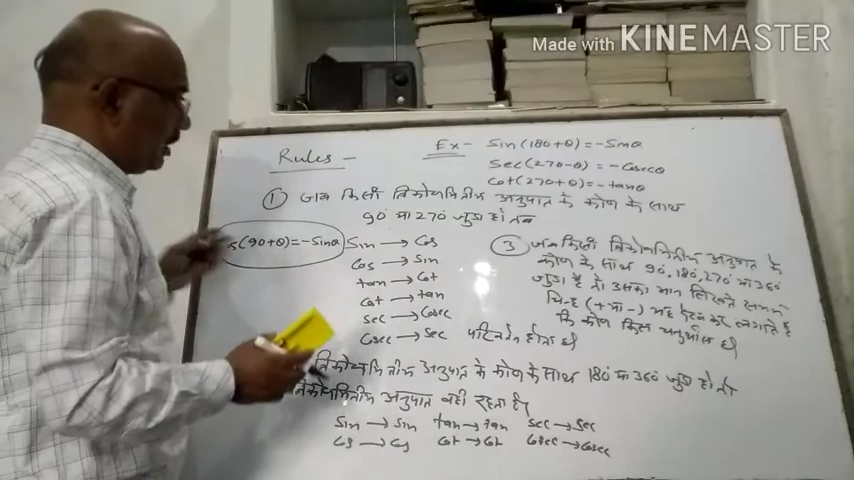 Made with KINEMASTER
Rules -
Ex- Sin(180+θ)=-Sinθ
Sec(270-θ)=-Cosecθ
Cot(270+θ)=-tanθ
① जब किसी त्रिकोणमितीय अनुपात के कोण के साथ
90° या 270° जुडा हो तब
s(90+θ)=-Sinθ
Sin → Cos
Cos → Sin
tan → Cot
Cot → tan
Sec → Cosec
Cosec → Sec परिवर्तन होता है
③ जब किसी त्रिकोणमितीय अनुपात के
कोण के साथ 90°, 180°, 270° या 360°
जुडा है तो उसका मान लिखते समय
चिन्ह (+ या -) यह देखकर लगाते है
कि कोण किस चतुर्थांश है
त्रिकोणमितीय अनुपात के कोण के साथ 180° या 360° जुडा हो तो
त्रिकोणमितीय अनुपात वही रहता है
Sin → Sin tan → tan Sec → Sec
Cos → Cos Cot → Cot Cosec → Cosec